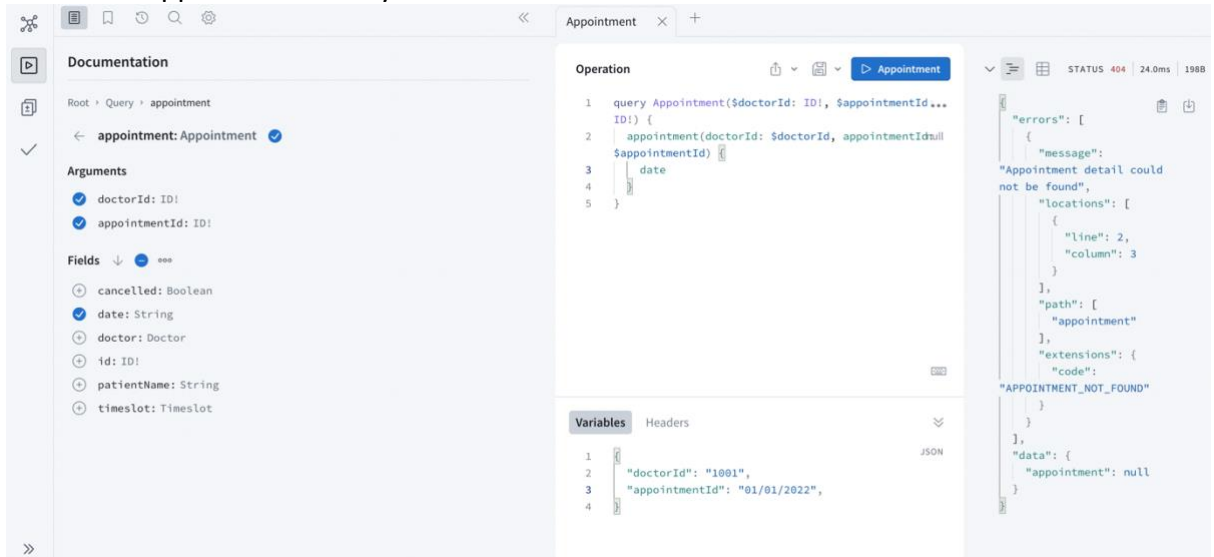 Appointment
Documentation
Root › Query › appointment
appointment: Appointment
Arguments
doctorId: ID!
appointmentId: ID!
Fields
cancelled: Boolean
date: String
doctor: Doctor
id: ID!
patientName: String
timeslot: Timeslot
Operation
Appointment
1 query Appointment($doctorId: ID!, $appointmentId...
ID!) {
2 appointment(doctorId: $doctorId, appointmentId:null
$appointmentId) {
3 date
4 }
5 }
Variables Headers
JSON
1 {
2 "doctorId": "1001",
3 "appointmentId": "01/01/2022",
4 }
STATUS 404 24.0ms 198B
{
"errors": [
{
"message":
"Appointment detail could
not be found",
"locations": [
{
"line": 2,
"column": 3
}
],
"path": [
"appointment"
],
"extensions": {
"code":
"APPOINTMENT_NOT_FOUND"
}
}
],
"data": {
"appointment": null
}
}